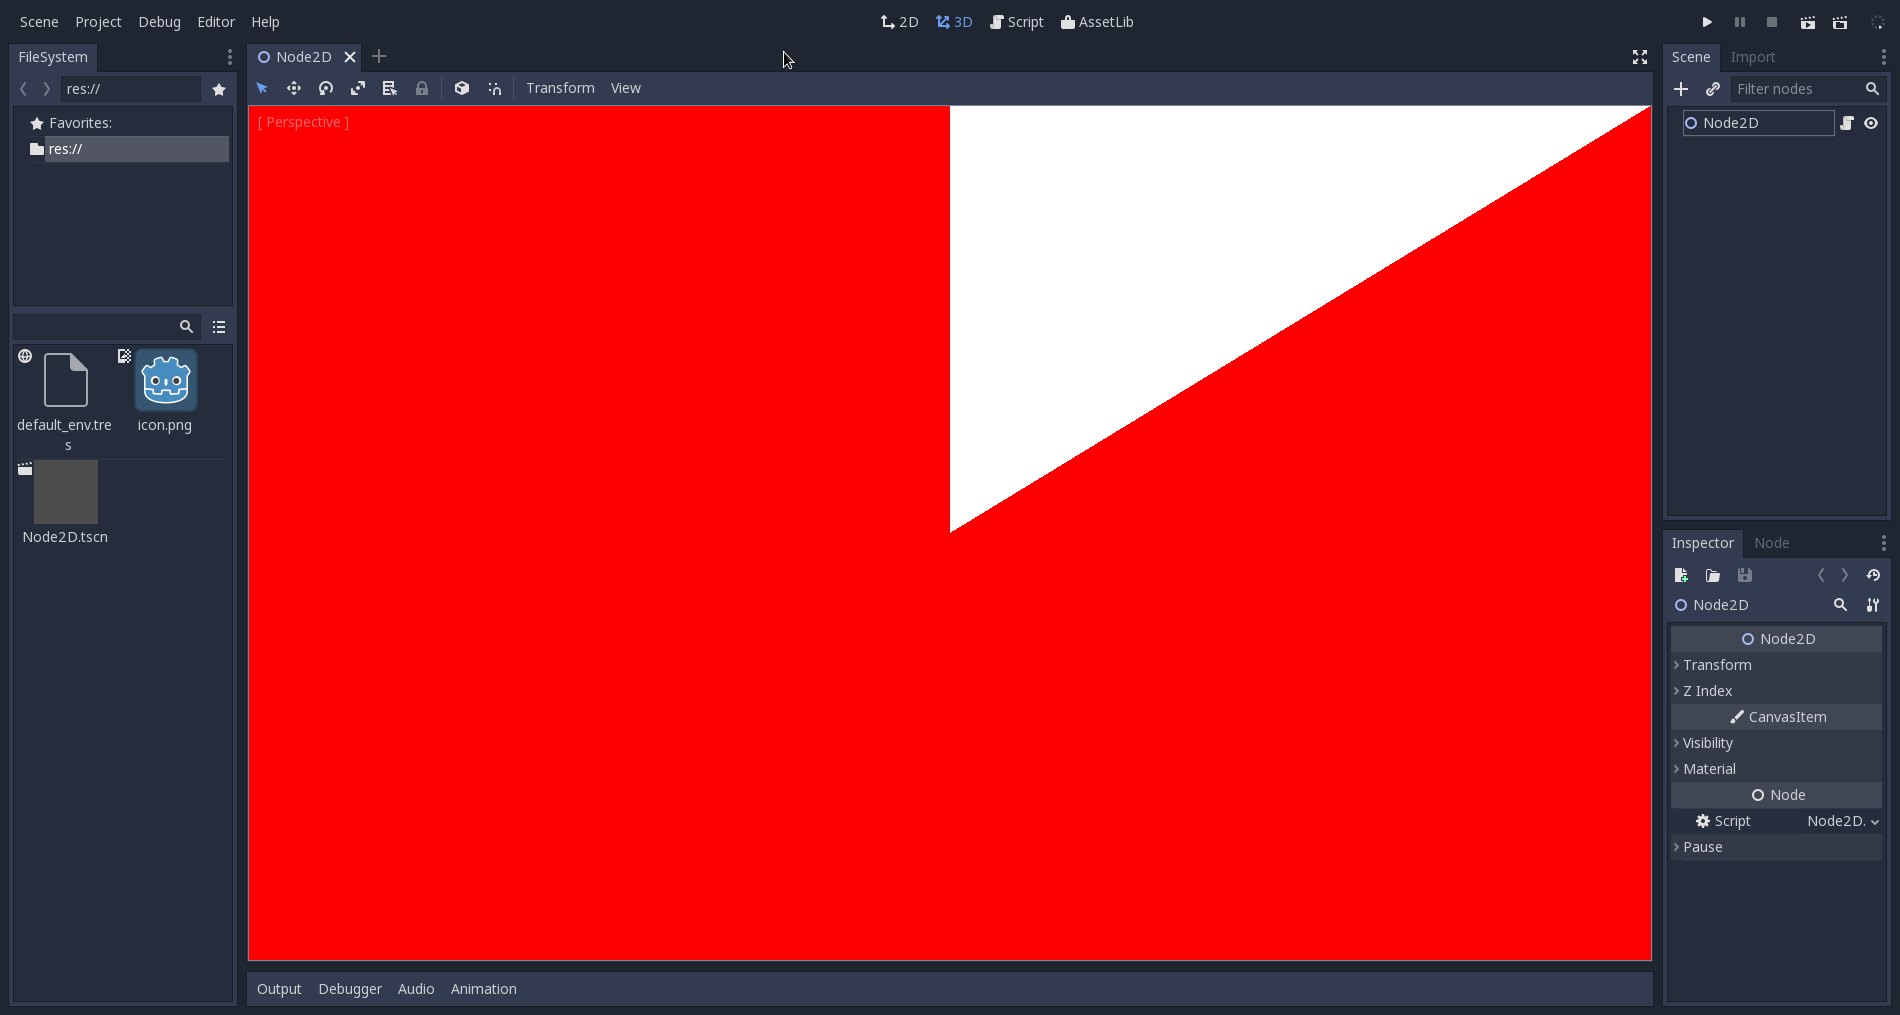 Scene Project Debug Editor Help
2D 3D Script AssetLib
FileSystem
res://
Favorites:
res://
default_env.tre
s
icon.png
Node2D.tscn
Node2D
Transform View
[ Perspective ]
Output Debugger Audio Animation
Scene Import
Filter nodes
Node2D
Inspector Node
Node2D
Node2D
Transform
Z Index
CanvasItem
Visibility
Material
Node
Script Node2D.
Pause